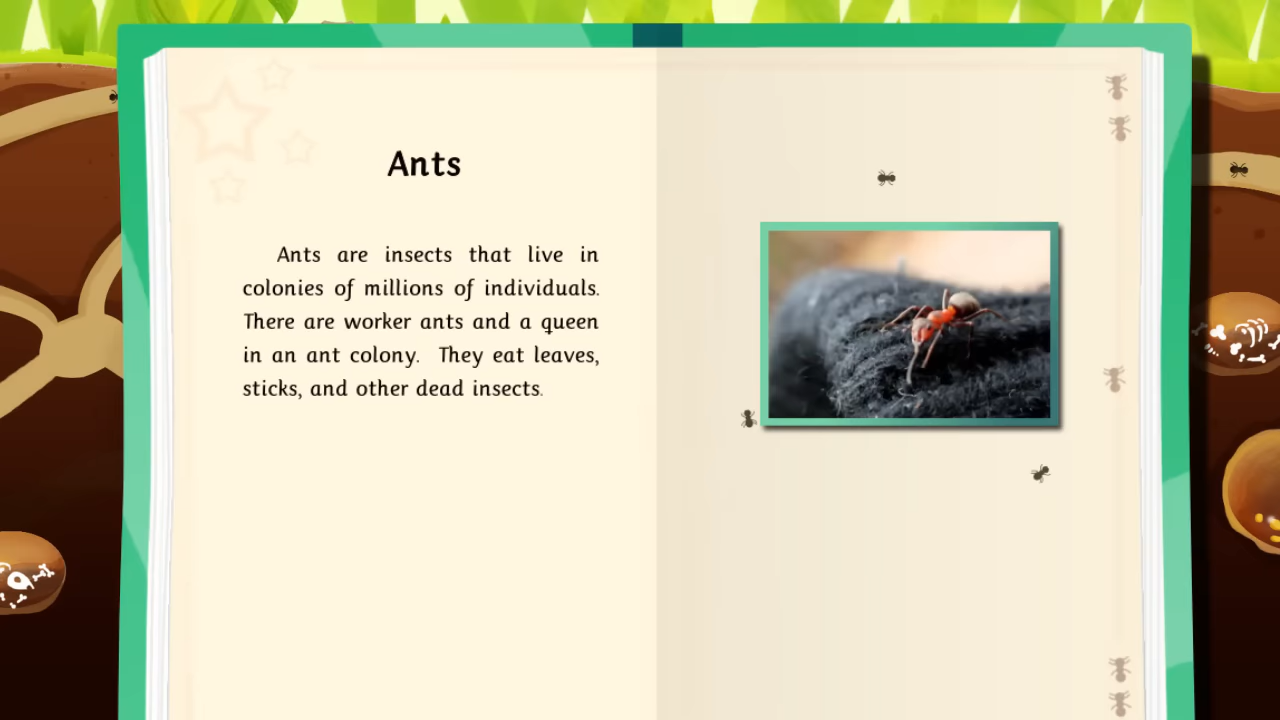 Ants
Ants are insects that live in
colonies of millions of individuals.
There are worker ants and a queen
in an ant colony. They eat leaves,
sticks, and other dead insects.